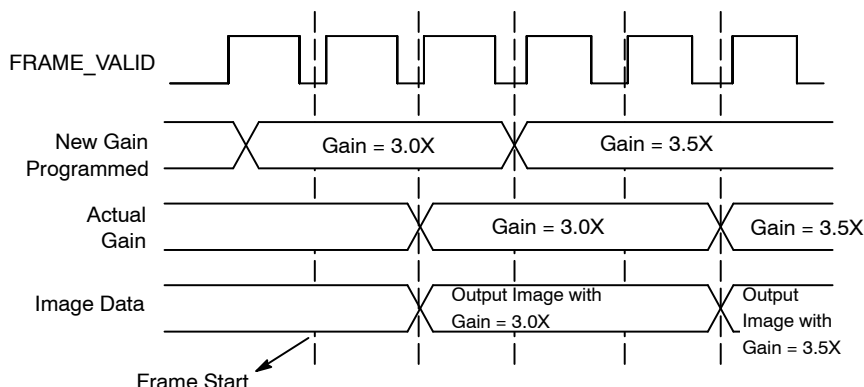 FRAME_VALID
New Gain
Programmed
Gain = 3.0X
Gain = 3.5X
Actual
Gain
Gain = 3.0X
Gain = 3.5X
Image Data
Output Image with
Gain = 3.0X
Output
Image with
Gain = 3.5X
Frame Start